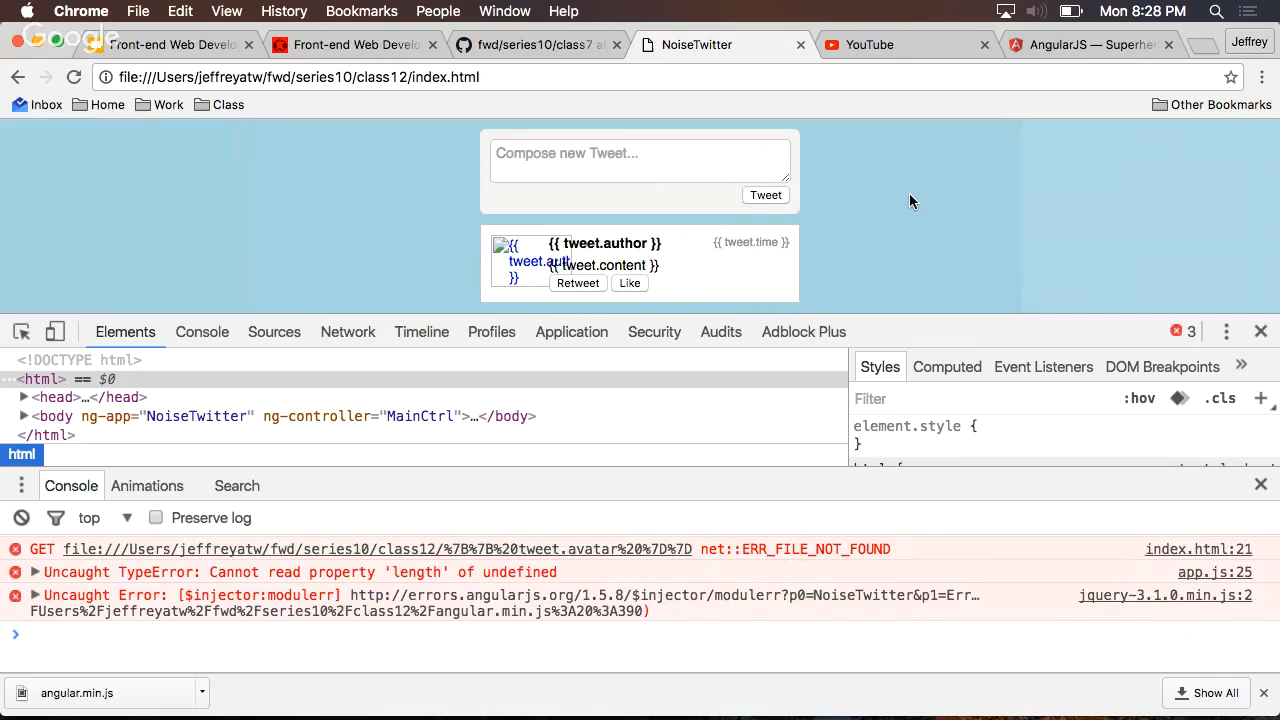 Chrome File Edit View History Bookmarks People Window Help Mon 8:28 PM
Google
Front-end Web Develo × Front-end Web Develo × fwd/series10/class7 at × NoiseTwitter × YouTube × AngularJS — Superhe × Jeffrey
file:///Users/jeffreyatw/fwd/series10/class12/index.html
Inbox Home Work Class Other Bookmarks
Compose new Tweet...
Tweet
{{ {{ tweet.author }} {{ tweet.time }}
tweet.aut {{ tweet.content }}
}} Retweet Like
Elements Console Sources Network Timeline Profiles Application Security Audits Adblock Plus 3
<!DOCTYPE html>
<html> == $0
<head>…</head>
<body ng-app="NoiseTwitter" ng-controller="MainCtrl">…</body>
</html>
html
Styles Computed Event Listeners DOM Breakpoints »
Filter :hov .cls +
element.style {
}
Console Animations Search
top Preserve log
GET file:///Users/jeffreyatw/fwd/series10/class12/%7B%7B%20tweet.avatar%20%7D%7D net::ERR_FILE_NOT_FOUND index.html:21
Uncaught TypeError: Cannot read property 'length' of undefined app.js:25
Uncaught Error: [$injector:modulerr] http://errors.angularjs.org/1.5.8/$injector/modulerr?p0=NoiseTwitter&p1=Err… jquery-3.1.0.min.js:2
FUsers%2Fjeffreyatw%2Ffwd%2Fseries10%2Fclass12%2Fangular.min.js%3A20%3A390)
angular.min.js Show All